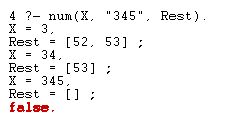 4 ?- num(X, "345", Rest).
X = 3,
Rest = [52, 53] ;
X = 34,
Rest = [53] ;
X = 345,
Rest = [] ;
false.